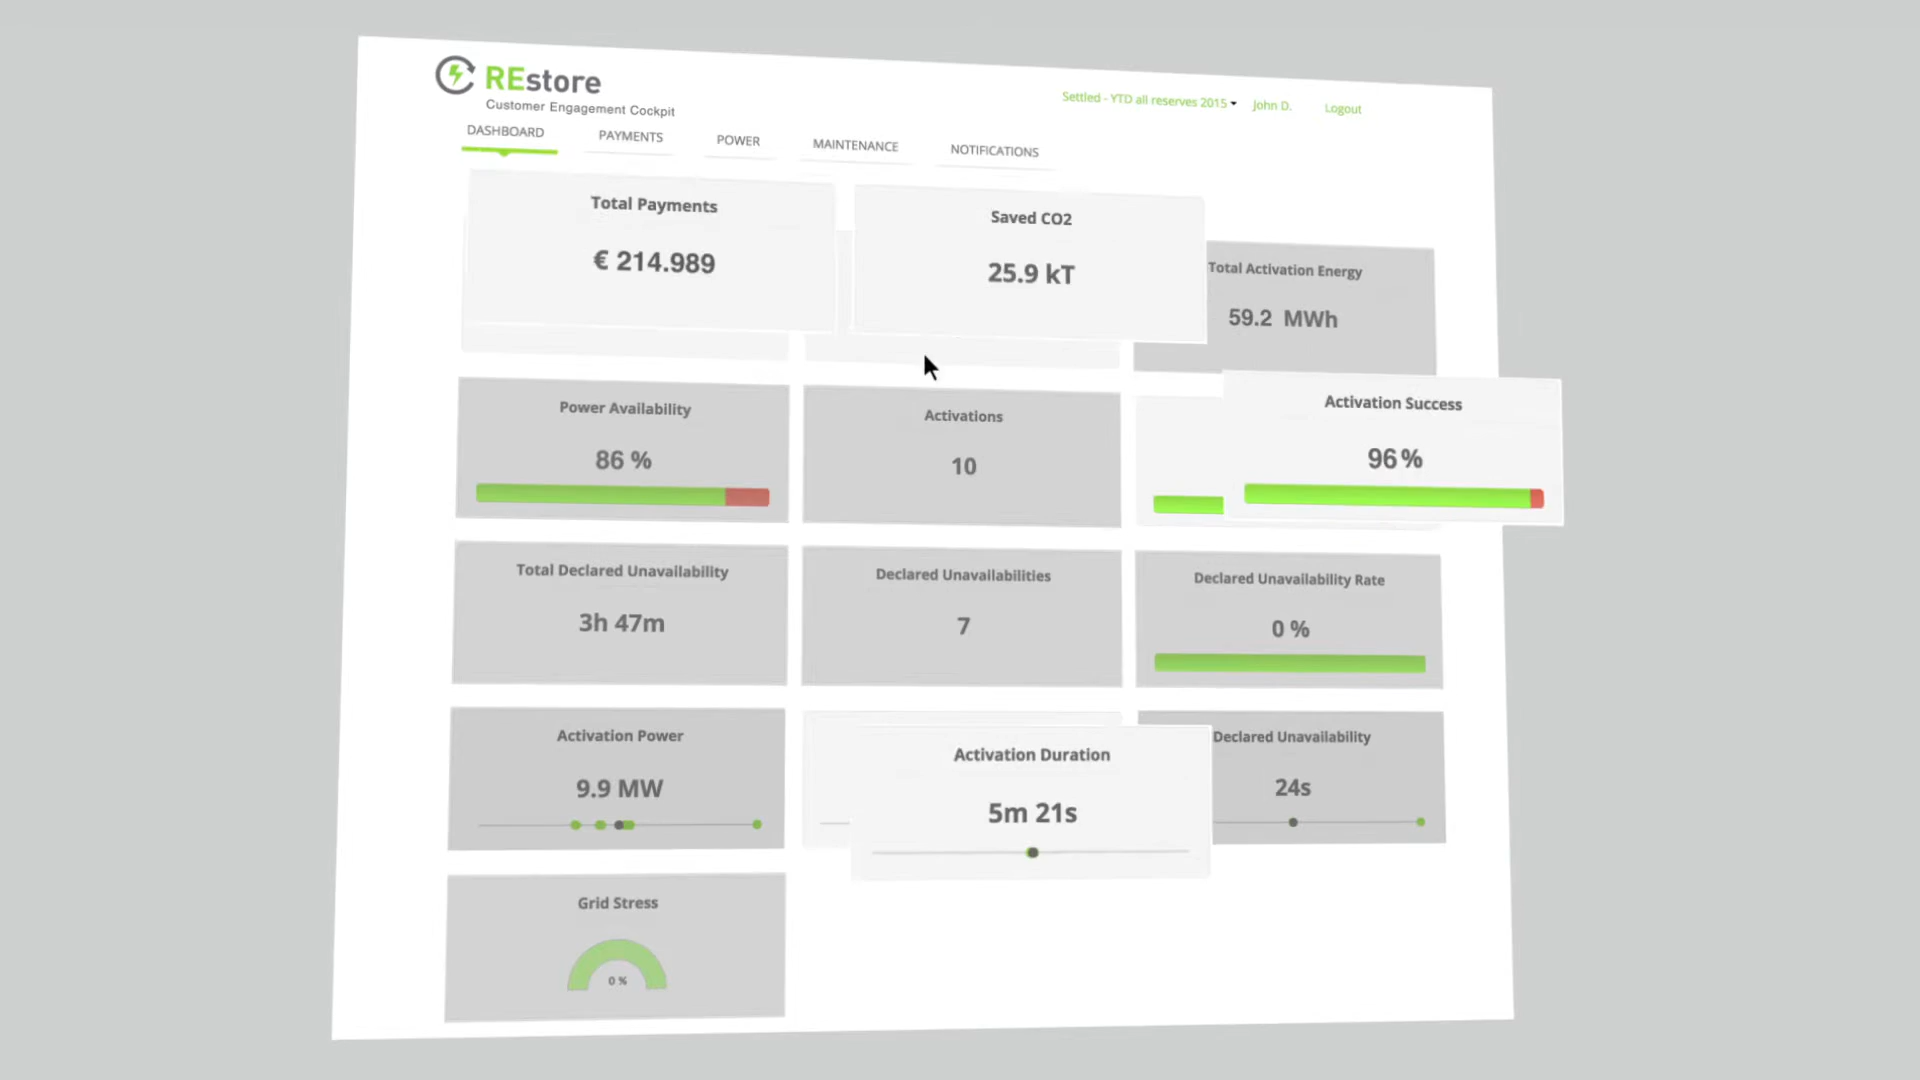 REstore
Customer Engagement Cockpit
Settled - YTD all reserves 2015
John D.
Logout
DASHBOARD
PAYMENTS
POWER
MAINTENANCE
NOTIFICATIONS
Total Payments
€ 214.989
Saved CO2
25.9 kT
Total Activation Energy
59.2 MWh
Power Availability
86 %
Activations
10
Activation Success
96 %
Total Declared Unavailability
3h 47m
Declared Unavailabilities
7
Declared Unavailability Rate
0 %
Activation Power
9.9 MW
Activation Duration
5m 21s
Declared Unavailability
24s
Grid Stress
0 %